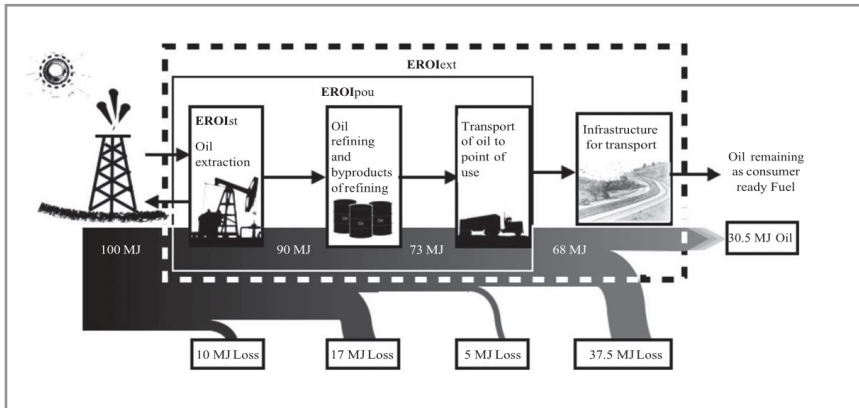 EROIext
EROIpou
EROIst
Oil
extraction
Oil
refining
and
byproducts
of refining
Transport
of oil to
point of
use
Infrastructure
for transport
Oil remaining
as consumer
ready Fuel
100 MJ
90 MJ
73 MJ
68 MJ
30.5 MJ Oil
10 MJ Loss
17 MJ Loss
5 MJ Loss
37.5 MJ Loss